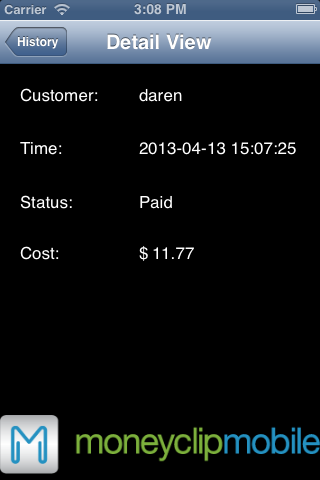 Carrier 3:08 PM
History Detail View
Customer: daren
Time: 2013-04-13 15:07:25
Status: Paid
Cost: $ 11.77
M moneyclipmobile